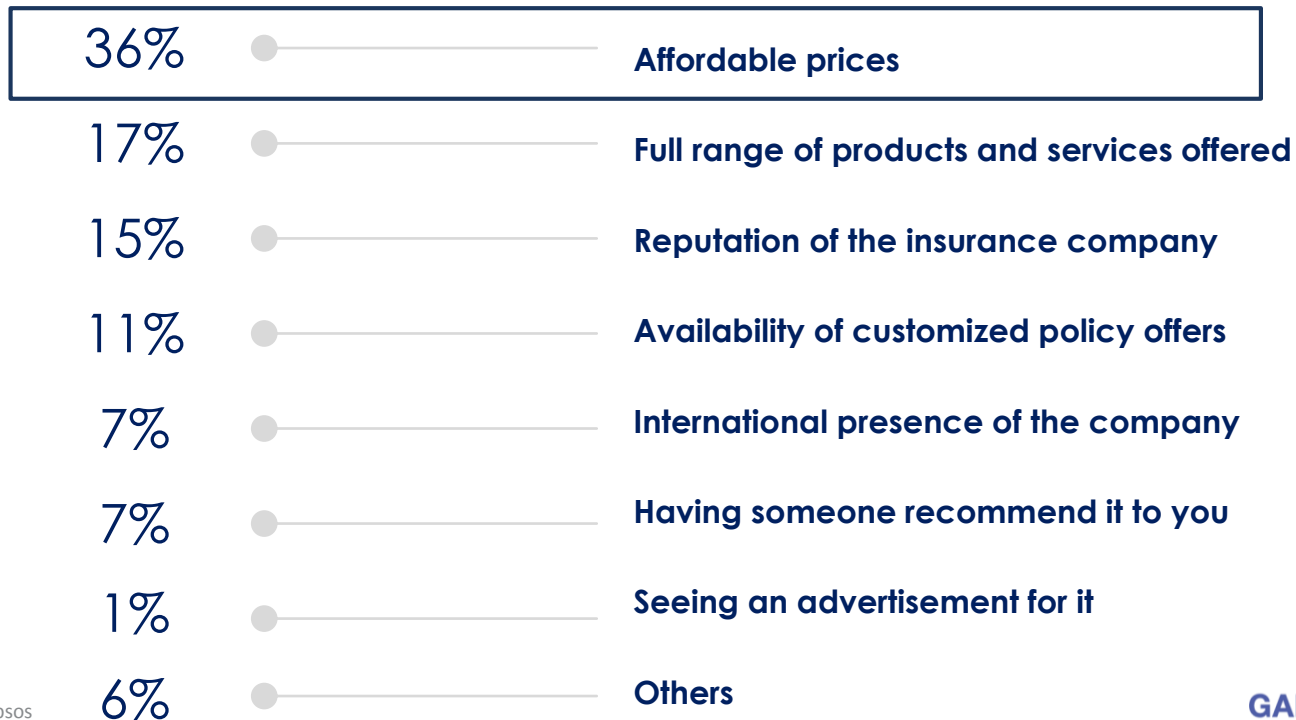 36% Affordable prices
17% Full range of products and services offered
15% Reputation of the insurance company
11% Availability of customized policy offers
7% International presence of the company
7% Having someone recommend it to you
1% Seeing an advertisement for it
6% Others